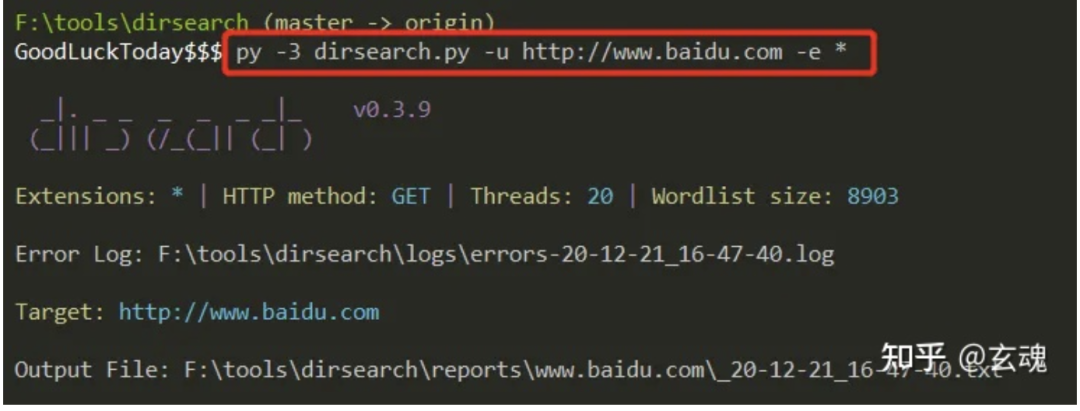 F:\tools\dirsearch (master -> origin)
GoodLuckToday$$$ py -3 dirsearch.py -u http://www.baidu.com -e *
v0.3.9
Extensions: * | HTTP method: GET | Threads: 20 | Wordlist size: 8903
Error Log: F:\tools\dirsearch\logs\errors-20-12-21_16-47-40.log
Target: http://www.baidu.com
Output File: F:\tools\dirsearch\reports\www.baidu.com\_20-12-21_16-47-40.txt
知乎 @玄魂